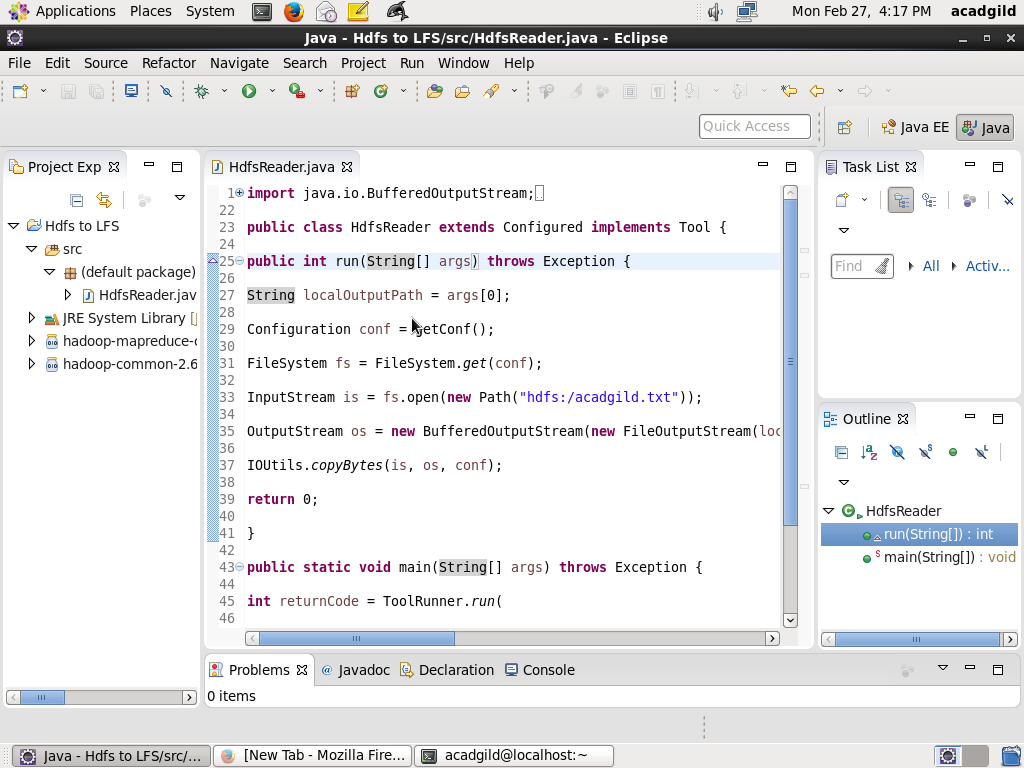 Applications Places System Mon Feb 27, 4:17 PM acadgild
Java - Hdfs to LFS/src/HdfsReader.java - Eclipse
File Edit Source Refactor Navigate Search Project Run Window Help
Quick Access Java EE Java
Project Exp
Hdfs to LFS
src
(default package)
HdfsReader.jav
JRE System Library [
hadoop-mapreduce-c
hadoop-common-2.6
HdfsReader.java
1 import java.io.BufferedOutputStream;
22
23 public class HdfsReader extends Configured implements Tool {
24
25 public int run(String[] args) throws Exception {
26
27 String localOutputPath = args[0];
28
29 Configuration conf = getConf();
30
31 FileSystem fs = FileSystem.get(conf);
32
33 InputStream is = fs.open(new Path("hdfs:/acadgild.txt"));
34
35 OutputStream os = new BufferedOutputStream(new FileOutputStream(loc
36
37 IOUtils.copyBytes(is, os, conf);
38
39 return 0;
40
41 }
42
43 public static void main(String[] args) throws Exception {
44
45 int returnCode = ToolRunner.run(
46
Task List
Find All Activ...
Outline
HdfsReader
run(String[]) : int
main(String[]) : void
Problems @ Javadoc Declaration Console
0 items
Java - Hdfs to LFS/src/... [New Tab - Mozilla Fire... acadgild@localhost:~